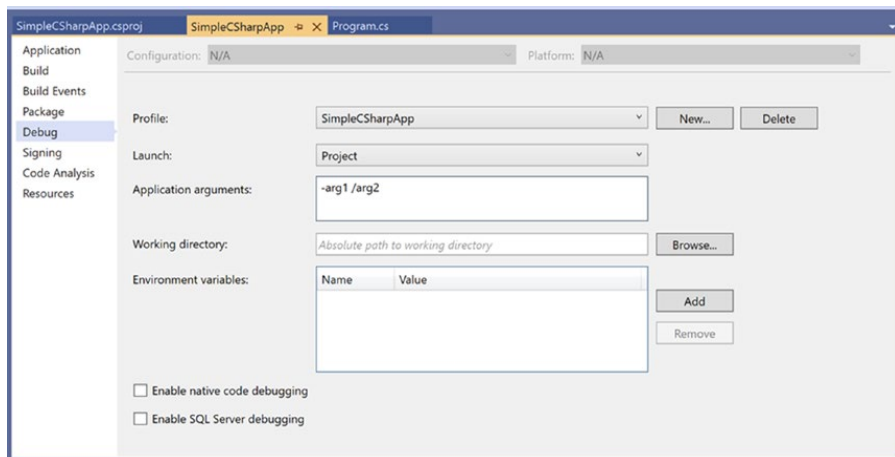 SimpleCSharpApp.csproj SimpleCSharpApp Program.cs
Application
Build
Build Events
Package
Debug
Signing
Code Analysis
Resources
Configuration: N/A Platform: N/A
Profile: SimpleCSharpApp New... Delete
Launch: Project
Application arguments: -arg1 /arg2
Working directory: Absolute path to working directory Browse...
Environment variables: Name Value
Add
Remove
Enable native code debugging
Enable SQL Server debugging